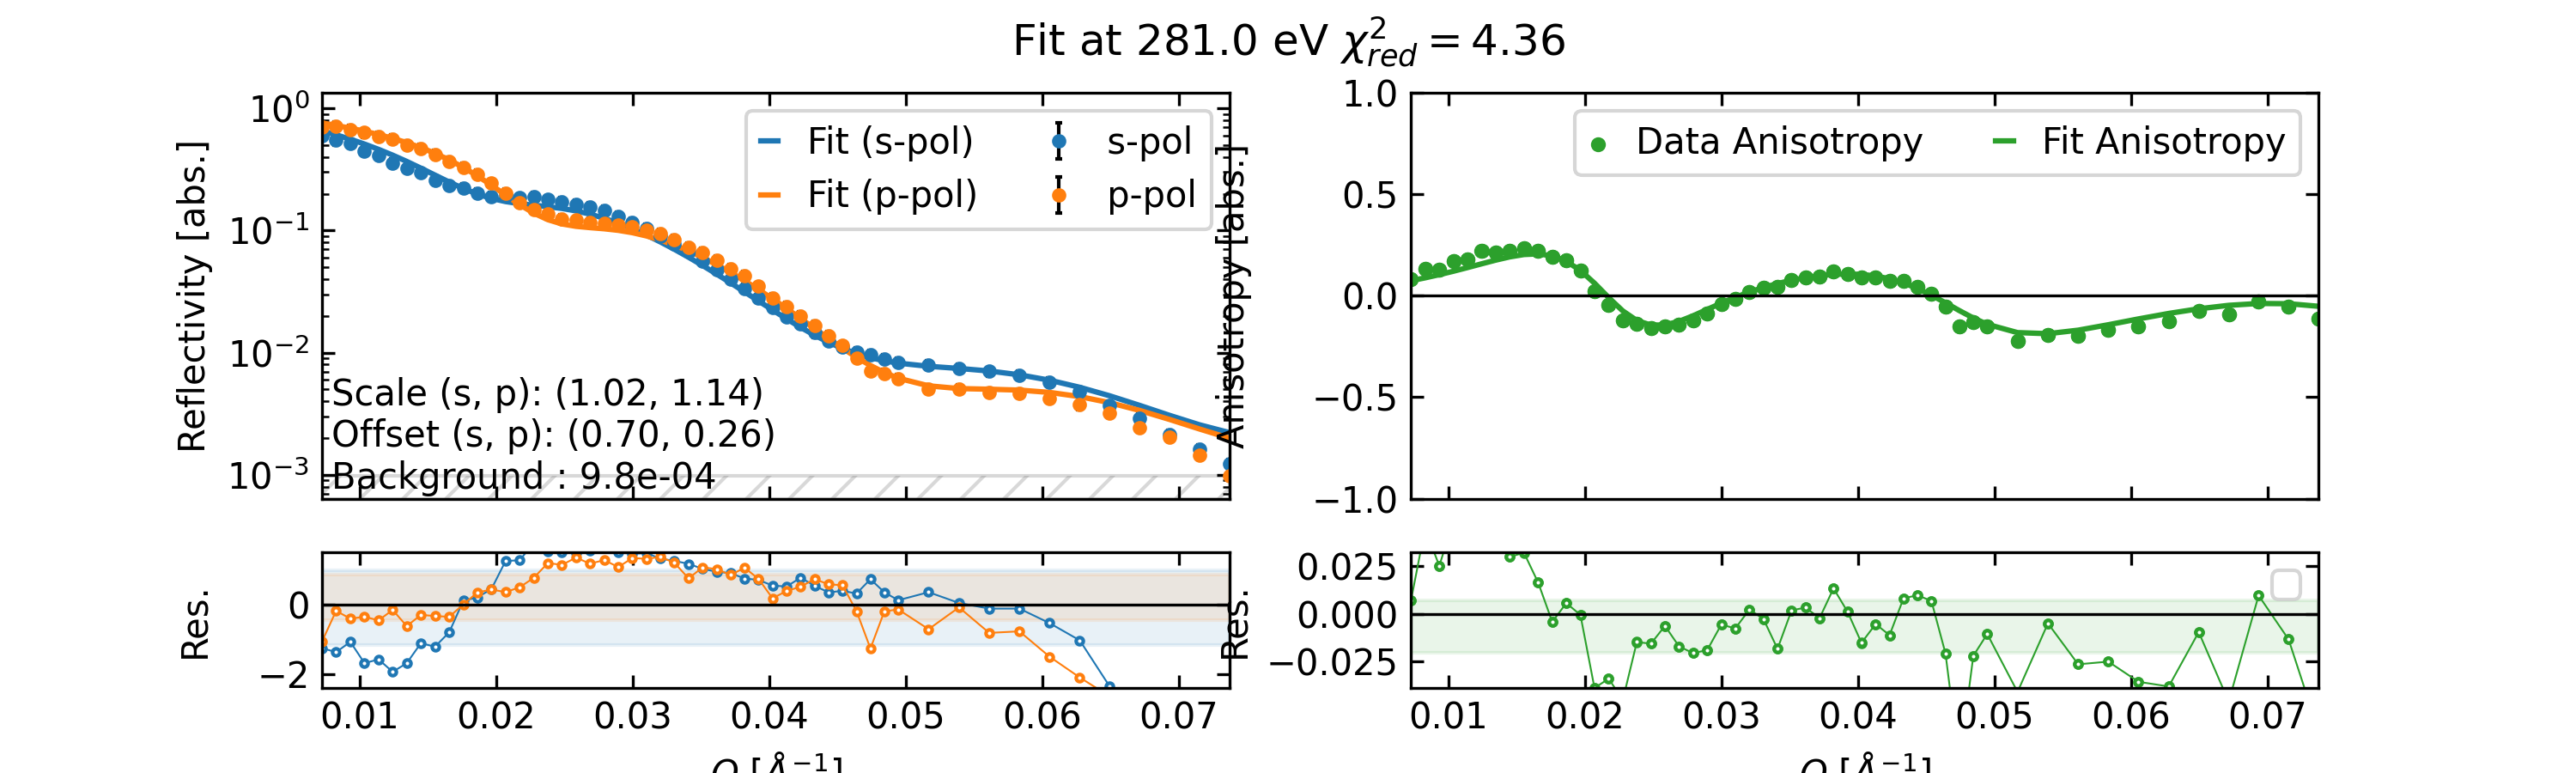 Fit at 281.0 eV χ²red = 4.36
Reflectivity [abs.]
10⁰
10⁻¹
10⁻²
10⁻³
Fit (s-pol)
Fit (p-pol)
s-pol
p-pol
Scale (s, p): (1.02, 1.14)
Offset (s, p): (0.70, 0.26)
Background : 9.8e-04
Anisotropy [abs.]
1.0
0.5
0.0
−0.5
−1.0
Data Anisotropy
Fit Anisotropy
Res.
0
−2
0.01 0.02 0.03 0.04 0.05 0.06 0.07
Q [Å⁻¹]
Res.
0.025
0.000
−0.025
0.01 0.02 0.03 0.04 0.05 0.06 0.07
Q [Å⁻¹]